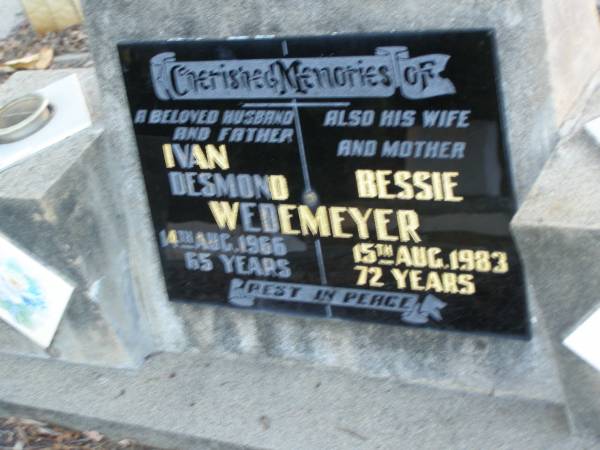 Cherished Memories Of
A BELOVED HUSBAND
AND FATHER
IVAN
DESMOND
ALSO HIS WIFE
AND MOTHER
BESSIE
WEDEMEYER
14TH AUG. 1966
65 YEARS
15TH AUG. 1983
72 YEARS
REST IN PEACE